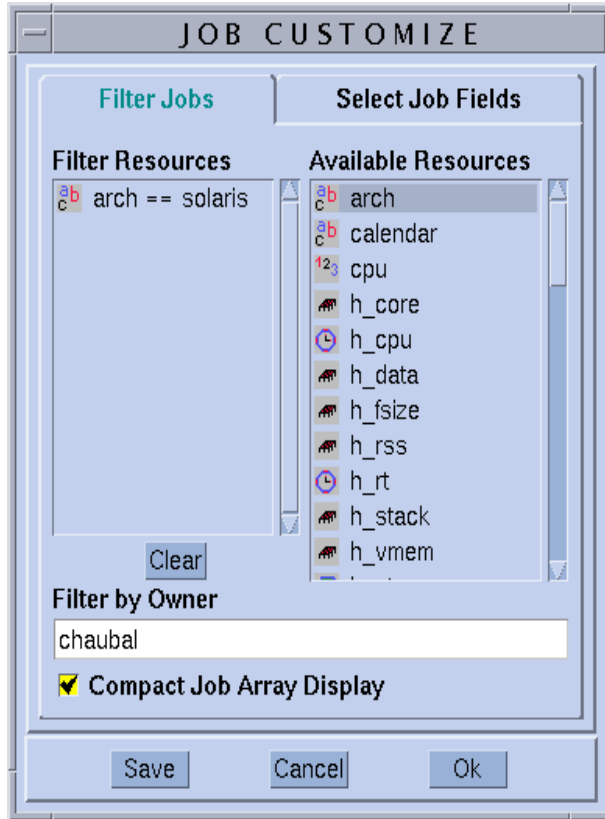 JOB CUSTOMIZE
Filter Jobs
Select Job Fields
Filter Resources
arch == solaris
Available Resources
arch
calendar
cpu
h_core
h_cpu
h_data
h_fsize
h_rss
h_rt
h_stack
h_vmem
Clear
Filter by Owner
chaubal
Compact Job Array Display
Save
Cancel
Ok